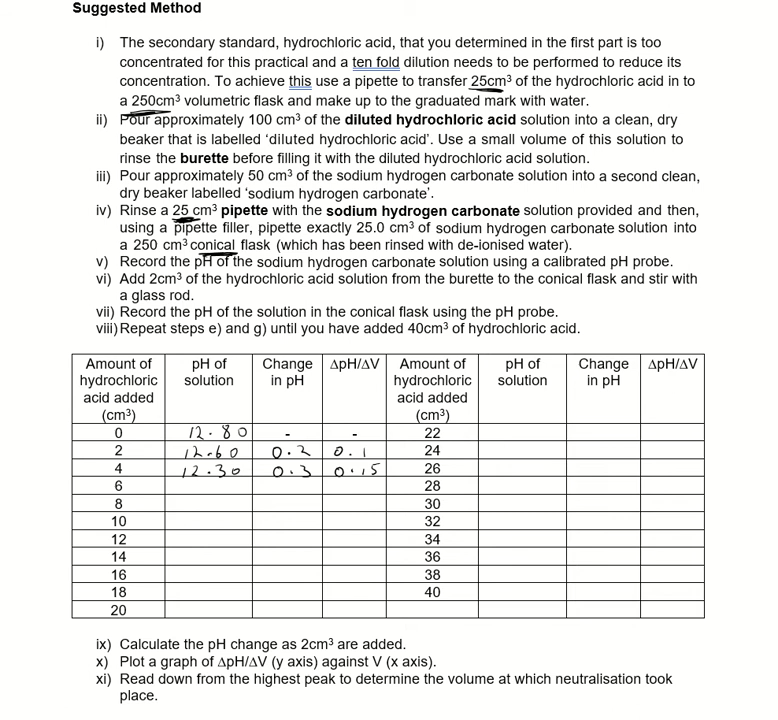 Suggested Method
i) The secondary standard, hydrochloric acid, that you determined in the first part is too
concentrated for this practical and a ten fold dilution needs to be performed to reduce its
concentration. To achieve this use a pipette to transfer 25cm³ of the hydrochloric acid in to
a 250cm³ volumetric flask and make up to the graduated mark with water.
ii) Pour approximately 100 cm³ of the diluted hydrochloric acid solution into a clean, dry
beaker that is labelled ‘diluted hydrochloric acid’. Use a small volume of this solution to
rinse the burette before filling it with the diluted hydrochloric acid solution.
iii) Pour approximately 50 cm³ of the sodium hydrogen carbonate solution into a second clean,
dry beaker labelled ‘sodium hydrogen carbonate’.
iv) Rinse a 25 cm³ pipette with the sodium hydrogen carbonate solution provided and then,
using a pipette filler, pipette exactly 25.0 cm³ of sodium hydrogen carbonate solution into
a 250 cm³ conical flask (which has been rinsed with de-ionised water).
v) Record the pH of the sodium hydrogen carbonate solution using a calibrated pH probe.
vi) Add 2cm³ of the hydrochloric acid solution from the burette to the conical flask and stir with
a glass rod.
vii) Record the pH of the solution in the conical flask using the pH probe.
viii) Repeat steps e) and g) until you have added 40cm³ of hydrochloric acid.
Amount of pH of Change ΔpH/ΔV Amount of pH of Change ΔpH/ΔV
hydrochloric solution in pH hydrochloric solution in pH
acid added acid added
(cm³) (cm³)
0 12.80 - - 22
2 12.60 0.2 0.1 24
4 12.30 0.3 0.15 26
6 28
8 30
10 32
12 34
14 36
16 38
18 40
20
ix) Calculate the pH change as 2cm³ are added.
x) Plot a graph of ΔpH/ΔV (y axis) against V (x axis).
xi) Read down from the highest peak to determine the volume at which neutralisation took
place.